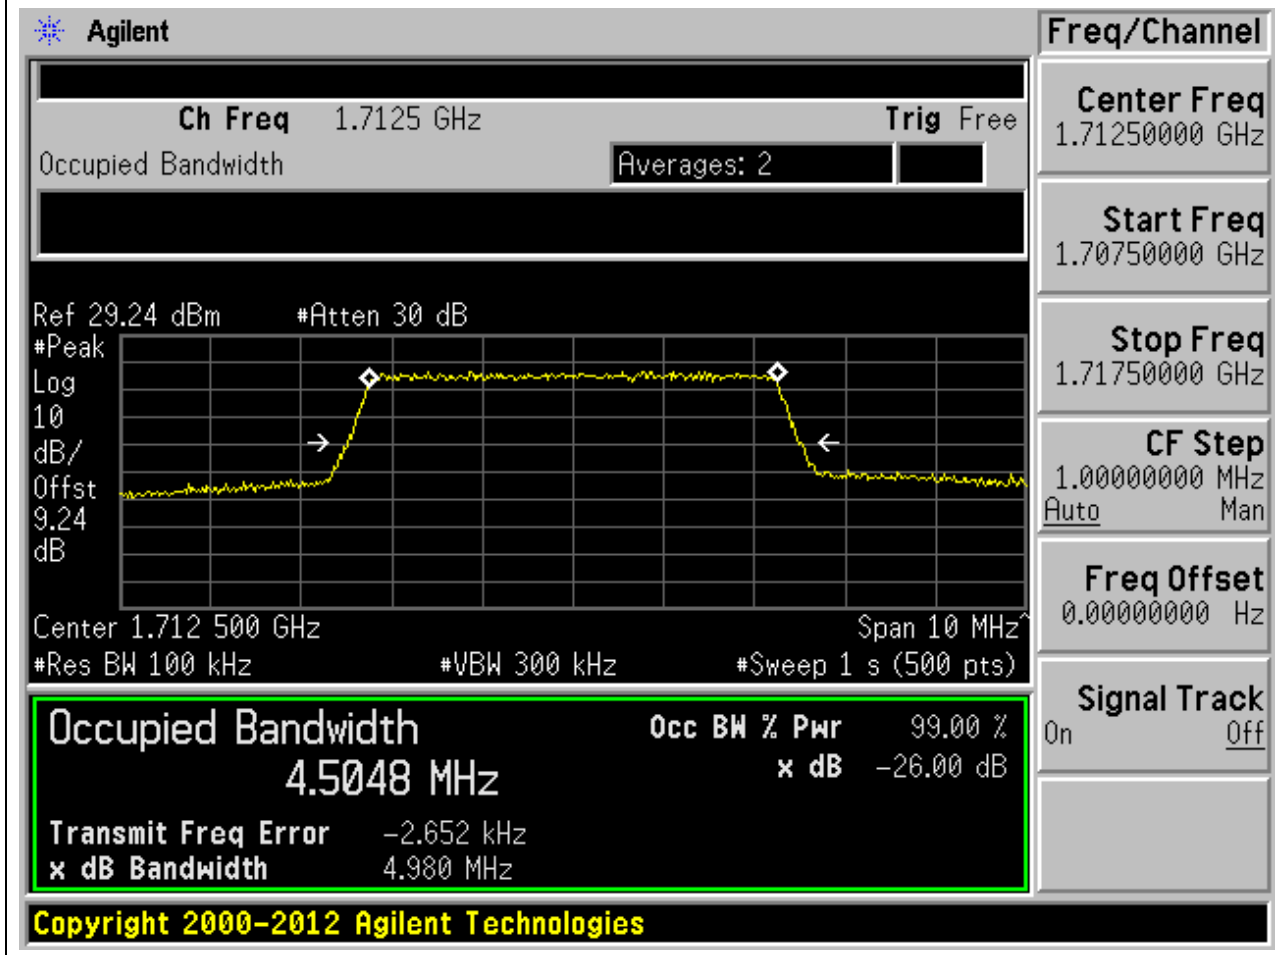 Agilent
Freq/Channel
Ch Freq 1.7125 GHz Trig Free
Occupied Bandwidth Averages: 2
Center Freq
1.71250000 GHz
Start Freq
1.70750000 GHz
Stop Freq
1.71750000 GHz
CF Step
1.00000000 MHz
Auto Man
Freq Offset
0.00000000 Hz
Signal Track
On Off
Ref 29.24 dBm #Atten 30 dB
#Peak
Log
10
dB/
Offst
9.24
dB
Center 1.712 500 GHz Span 10 MHz^
#Res BW 100 kHz #VBW 300 kHz #Sweep 1 s (500 pts)
Occupied Bandwidth Occ BW % Pwr 99.00 %
4.5048 MHz x dB -26.00 dB
Transmit Freq Error -2.652 kHz
x dB Bandwidth 4.980 MHz
Copyright 2000-2012 Agilent Technologies